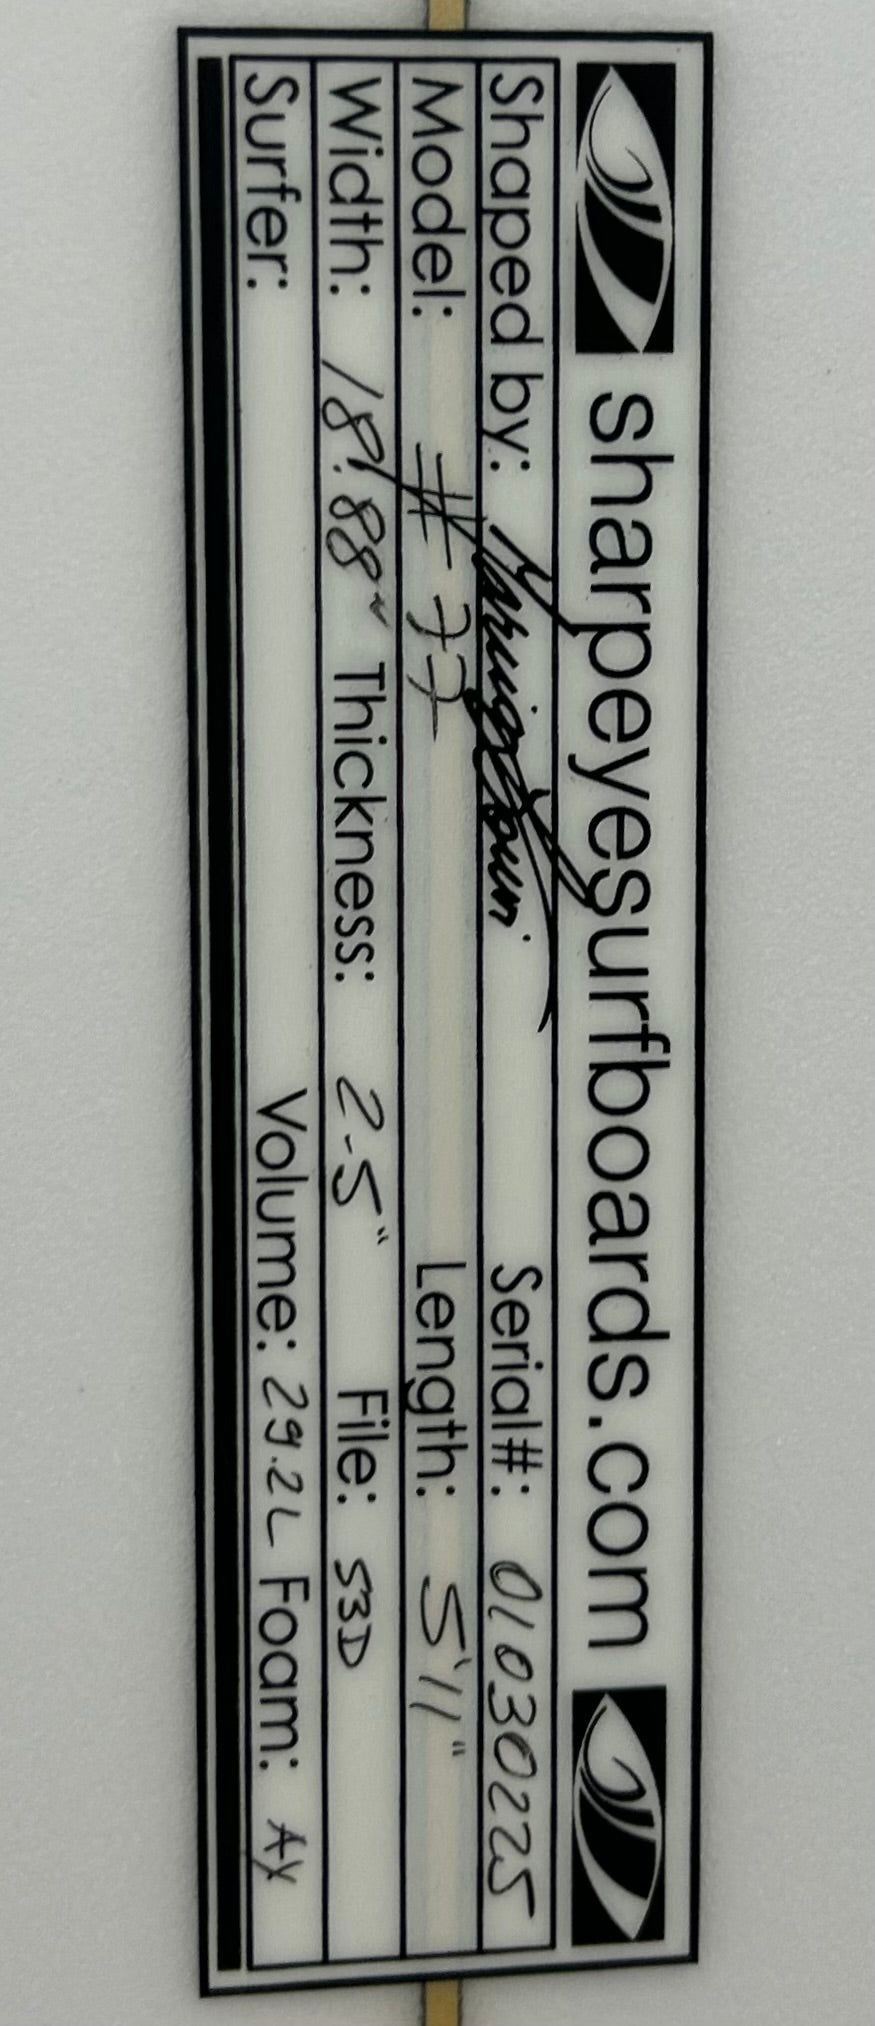 sharpeyesurfboards.com
Shaped by: Serial#: 01030225
Model: #77 Length: 5'11"
Width: 18.88" Thickness: 2-5" File: S3D
Surfer: Volume: 29.2L Foam: AX